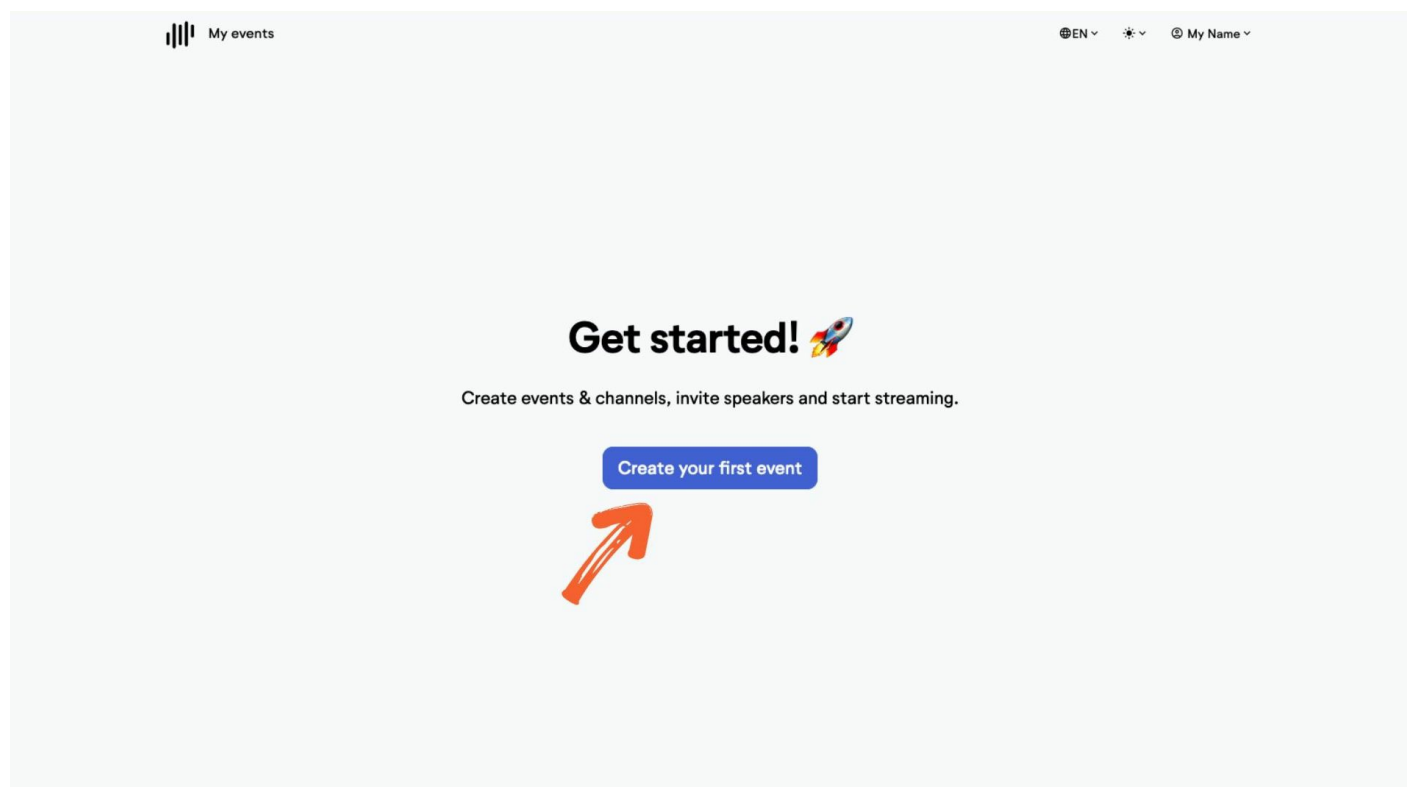 My events
EN
My Name
Get started! 🚀
Create events & channels, invite speakers and start streaming.
Create your first event